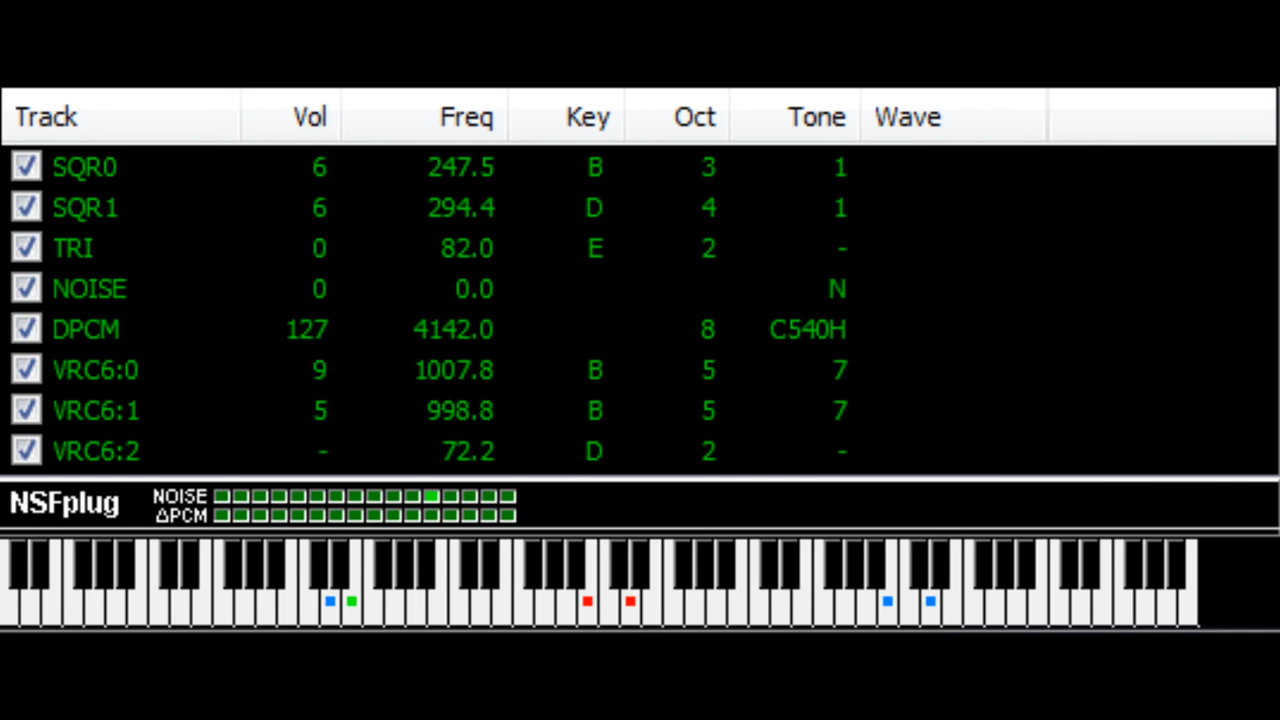 Track Vol Freq Key Oct Tone Wave
SQR0 6 247.5 B 3 1
SQR1 6 294.4 D 4 1
TRI 0 82.0 E 2 -
NOISE 0 0.0 N
DPCM 127 4142.0 8 C540H
VRC6:0 9 1007.8 B 5 7
VRC6:1 5 998.8 B 5 7
VRC6:2 - 72.2 D 2 -
NSFplug NOISE
ΔPCM